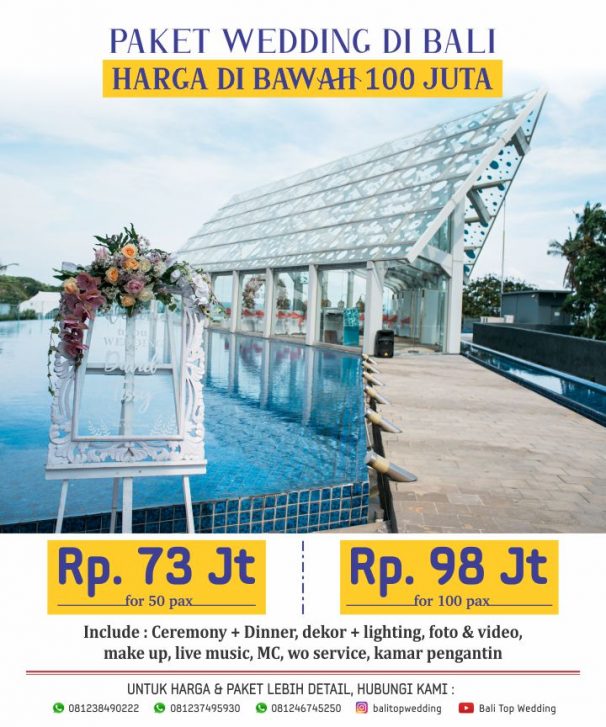 PAKET WEDDING DI BALI
HARGA DI BAWAH 100 JUTA
WEDDING
Rp. 73 Jt
for 50 pax
Rp. 98 Jt
for 100 pax
Include : Ceremony + Dinner, dekor + lighting, foto & video,
make up, live music, MC, wo service, kamar pengantin
UNTUK HARGA & PAKET LEBIH DETAIL, HUBUNGI KAMI :
081238490222 081237495930 081246745250 balitopwedding Bali Top Wedding